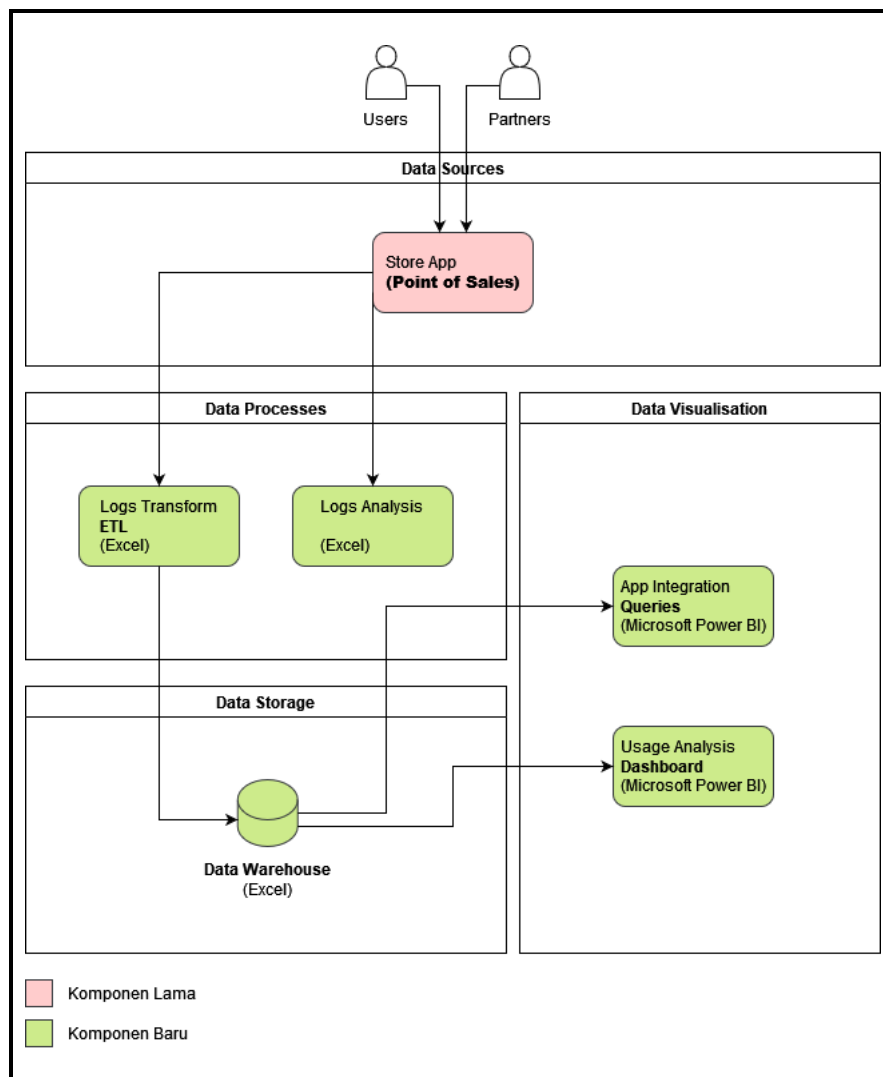 Users
Partners
Data Sources
Store App
(Point of Sales)
Data Processes
Data Visualisation
Logs Transform
ETL
(Excel)
Logs Analysis
(Excel)
App Integration
Queries
(Microsoft Power BI)
Data Storage
Usage Analysis
Dashboard
(Microsoft Power BI)
Data Warehouse
(Excel)
Komponen Lama
Komponen Baru